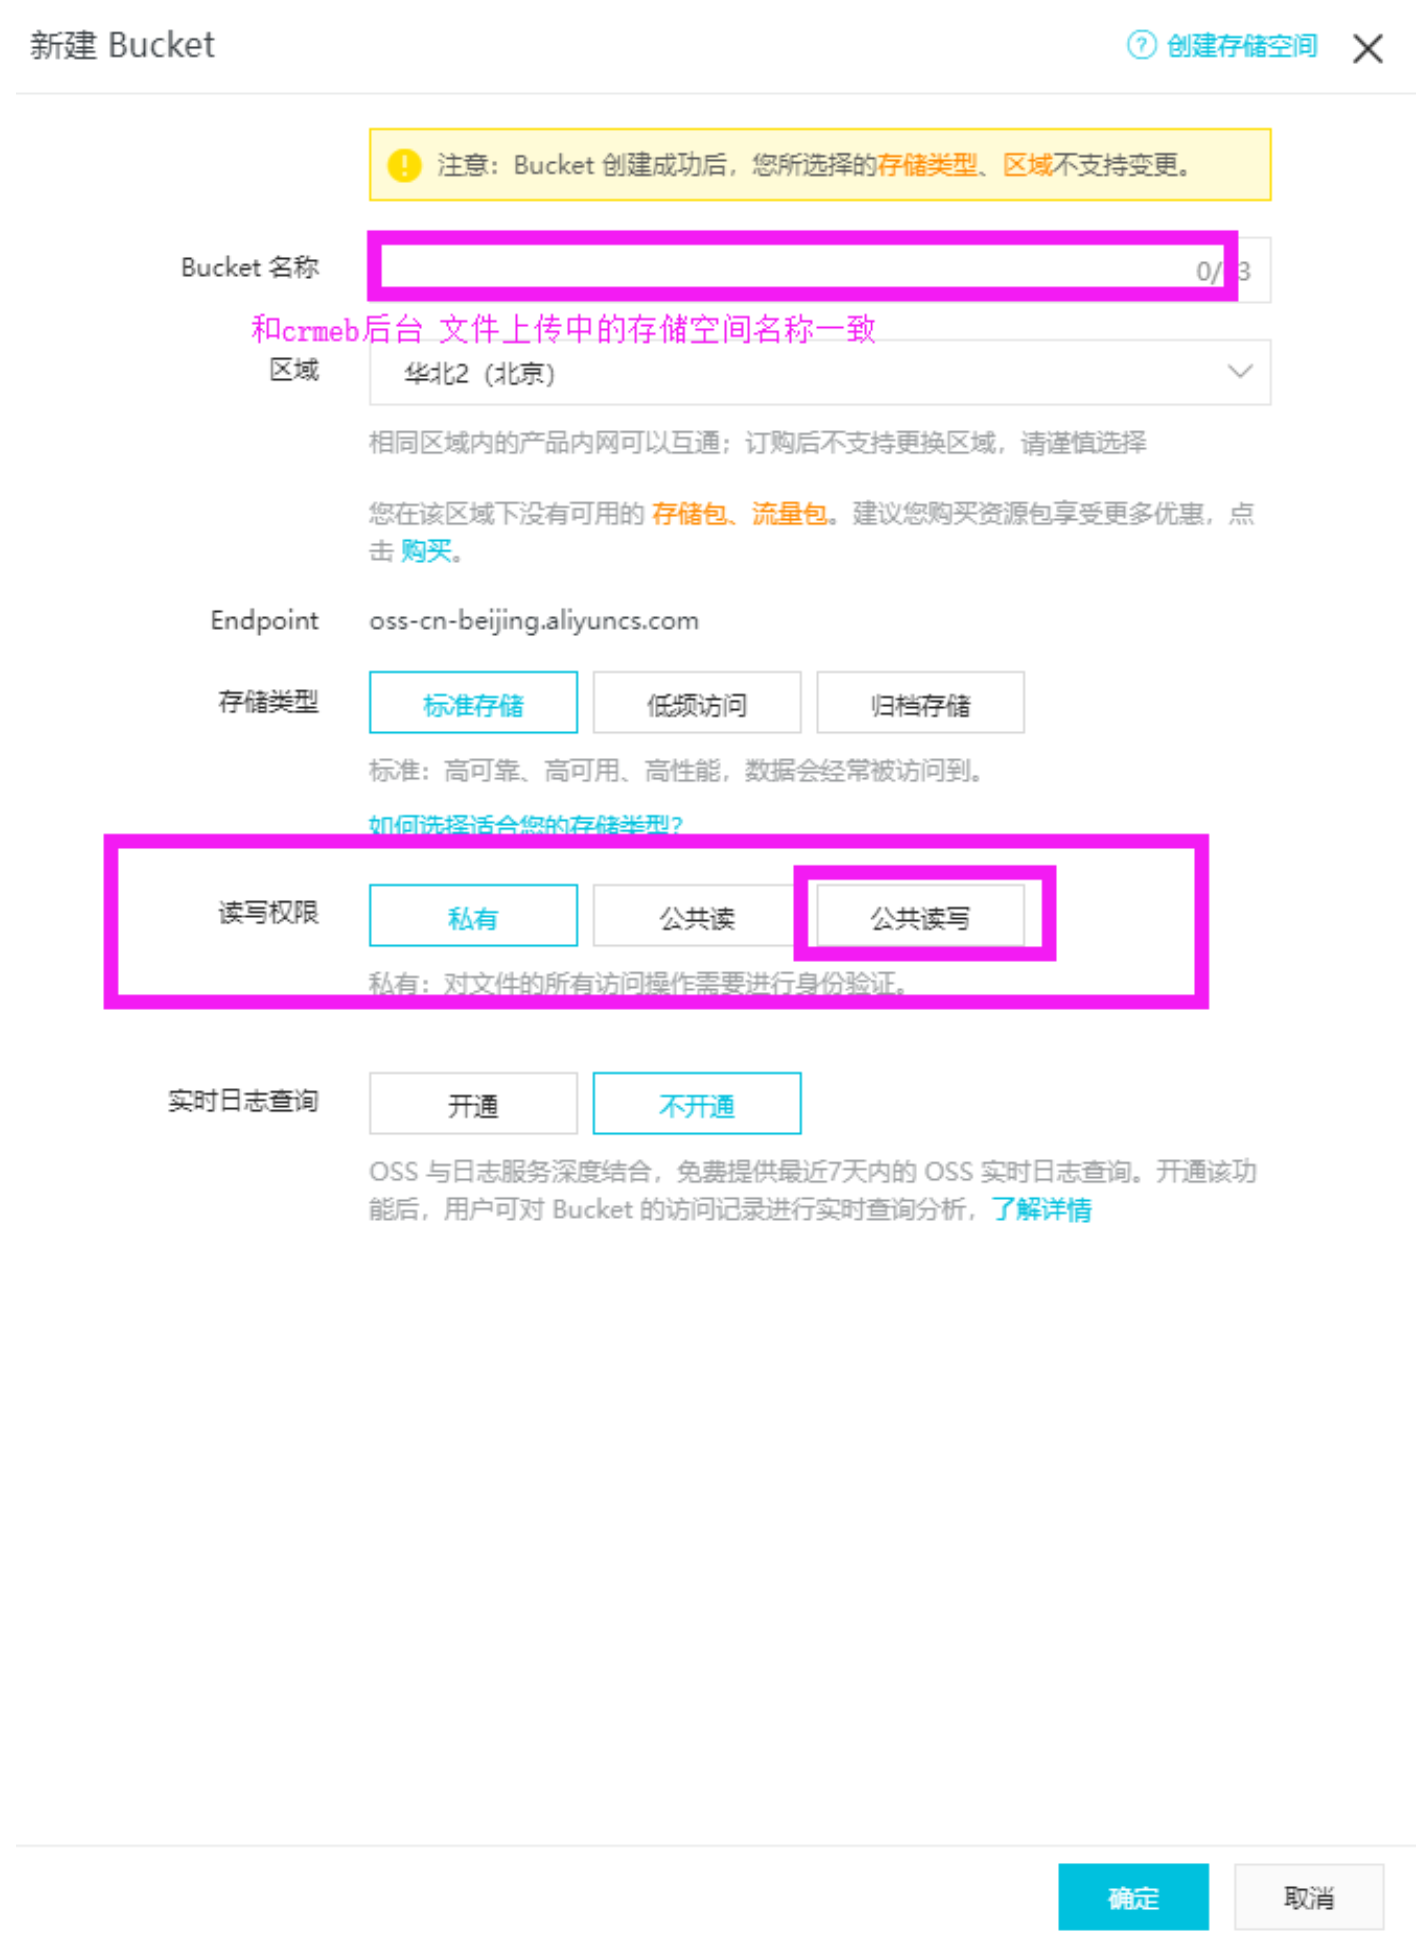 新建 Bucket
? 创建存储空间
注意：Bucket 创建成功后，您所选择的存储类型、区域不支持变更。
Bucket 名称
0/ 3
和crmeb后台 文件上传中的存储空间名称一致
区域
华北2（北京）
相同区域内的产品内网可以互通；订购后不支持更换区域，请谨慎选择
您在该区域下没有可用的 存储包、流量包。建议您购买资源包享受更多优惠，点
击 购买。
Endpoint
oss-cn-beijing.aliyuncs.com
存储类型
标准存储
低频访问
归档存储
标准：高可靠、高可用、高性能，数据会经常被访问到。
如何选择适合您的存储类型？
读写权限
私有
公共读
公共读写
私有：对文件的所有访问操作需要进行身份验证。
实时日志查询
开通
不开通
OSS 与日志服务深度结合，免费提供最近7天内的 OSS 实时日志查询。开通该功
能后，用户可对 Bucket 的访问记录进行实时查询分析，了解详情
确定
取消